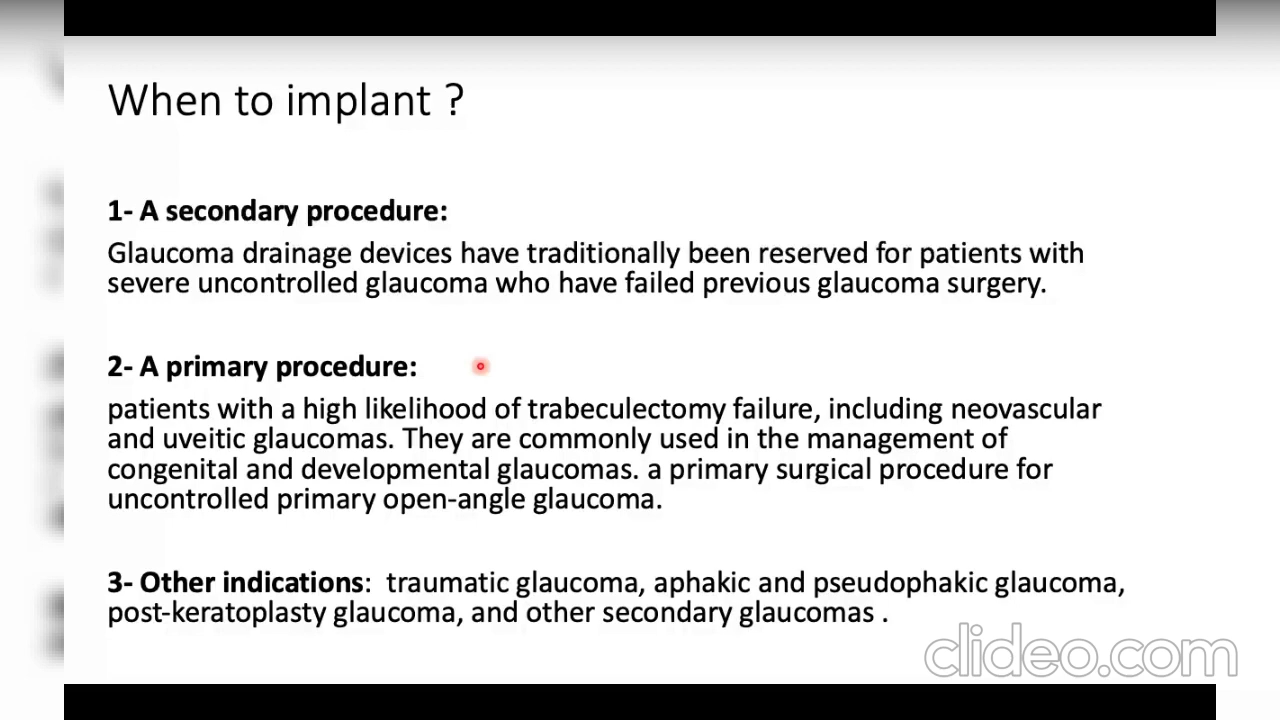 When to implant ?
1- A secondary procedure:
Glaucoma drainage devices have traditionally been reserved for patients with
severe uncontrolled glaucoma who have failed previous glaucoma surgery.
2- A primary procedure:
patients with a high likelihood of trabeculectomy failure, including neovascular
and uveitic glaucomas. They are commonly used in the management of
congenital and developmental glaucomas. a primary surgical procedure for
uncontrolled primary open-angle glaucoma.
3- Other indications:  traumatic glaucoma, aphakic and pseudophakic glaucoma,
post-keratoplasty glaucoma, and other secondary glaucomas .
clideo.com